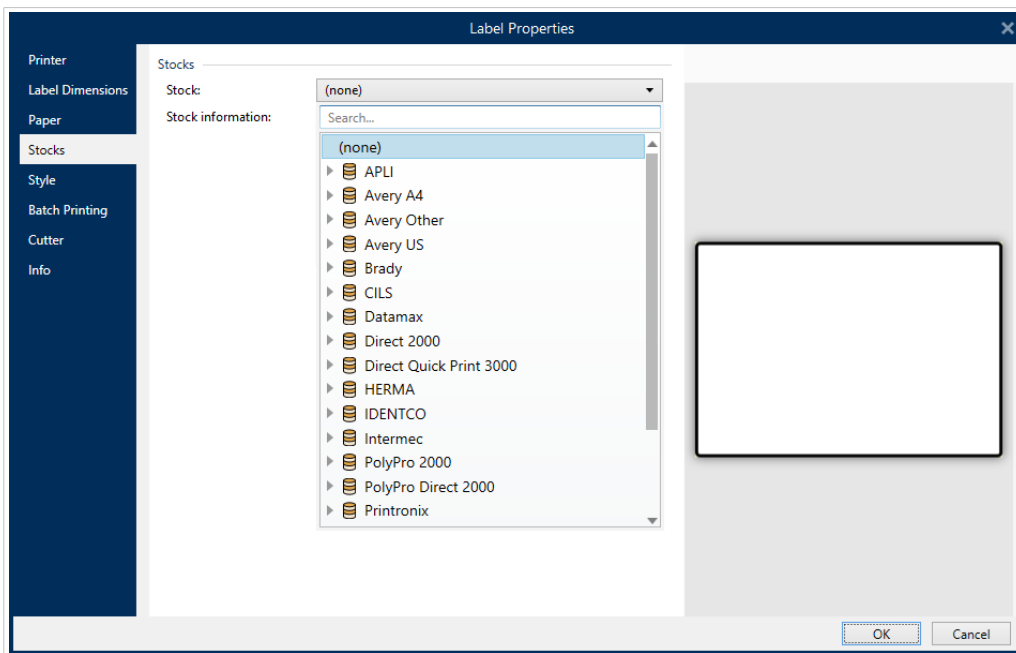 Label Properties
Printer
Label Dimensions
Paper
Stocks
Style
Batch Printing
Cutter
Info
Stocks
Stock: (none)
Stock information: Search...
(none)
APLI
Avery A4
Avery Other
Avery US
Brady
CILS
Datamax
Direct 2000
Direct Quick Print 3000
HERMA
IDENTCO
Intermec
PolyPro 2000
PolyPro Direct 2000
Printronix
OK Cancel